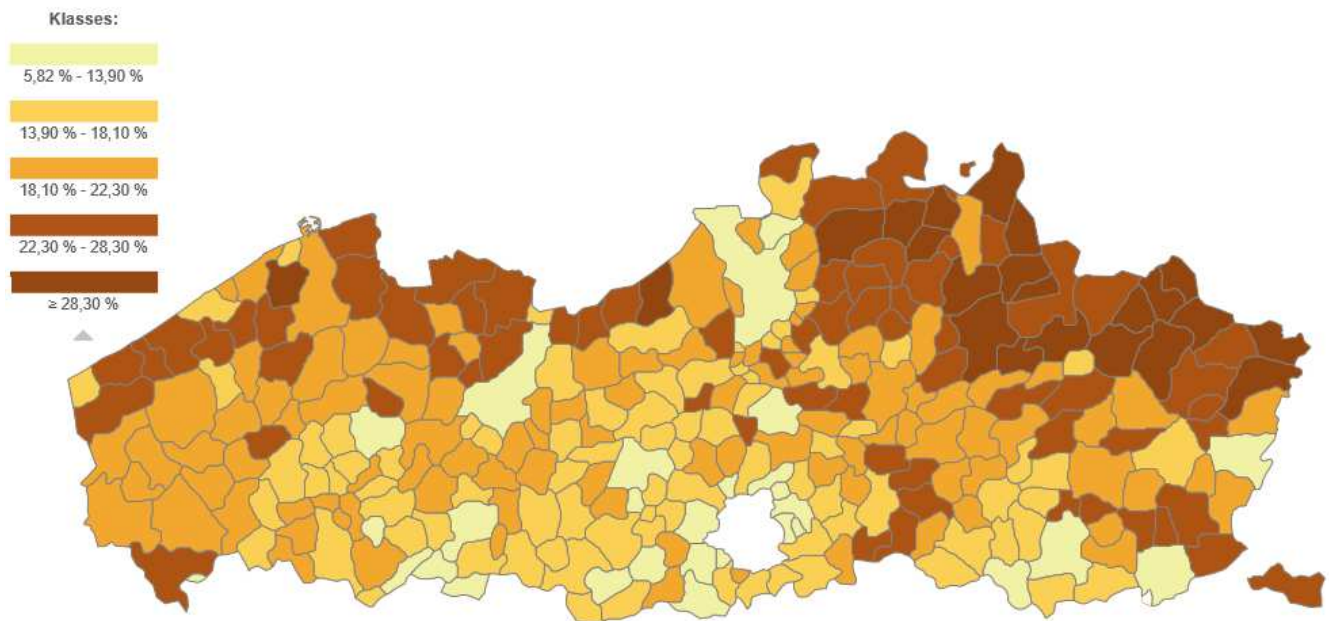 Klasses:
5,82 % - 13,90 %
13,90 % - 18,10 %
18,10 % - 22,30 %
22,30 % - 28,30 %
≥ 28,30 %